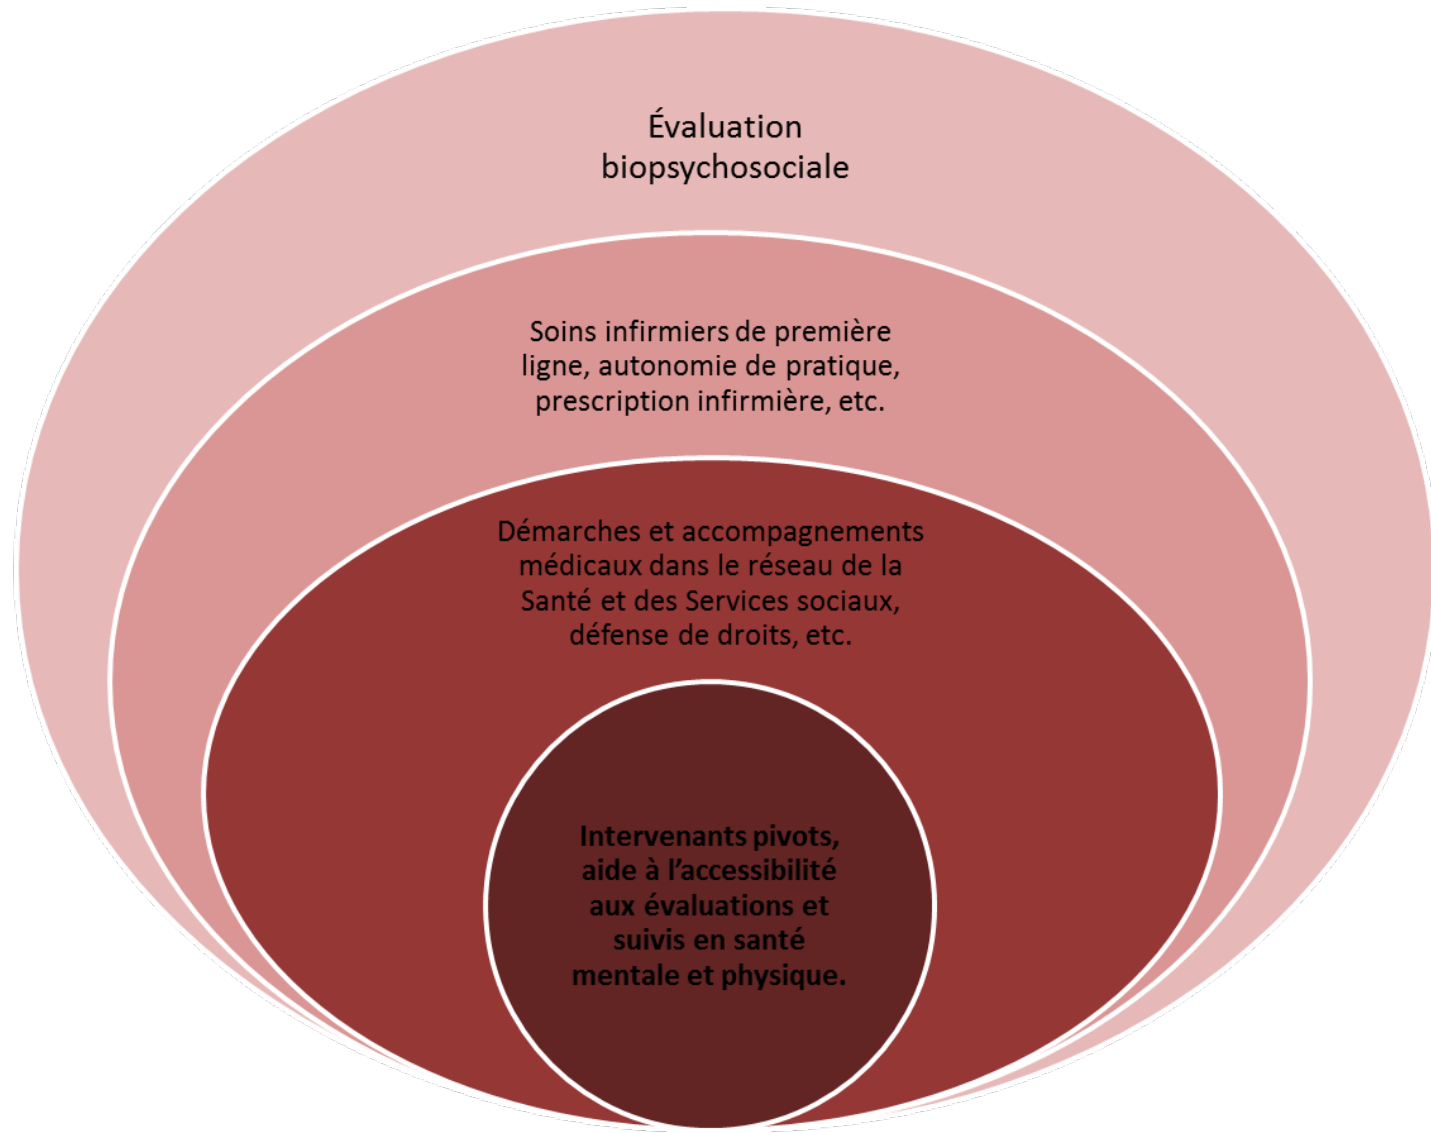 Évaluation
biopsychosociale
Soins infirmiers de première
ligne, autonomie de pratique,
prescription infirmière, etc.
Démarches et accompagnements
médicaux dans le réseau de la
Santé et des Services sociaux,
défense de droits, etc.
Intervenants pivots,
aide à l’accessibilité
aux évaluations et
suivis en santé
mentale et physique.